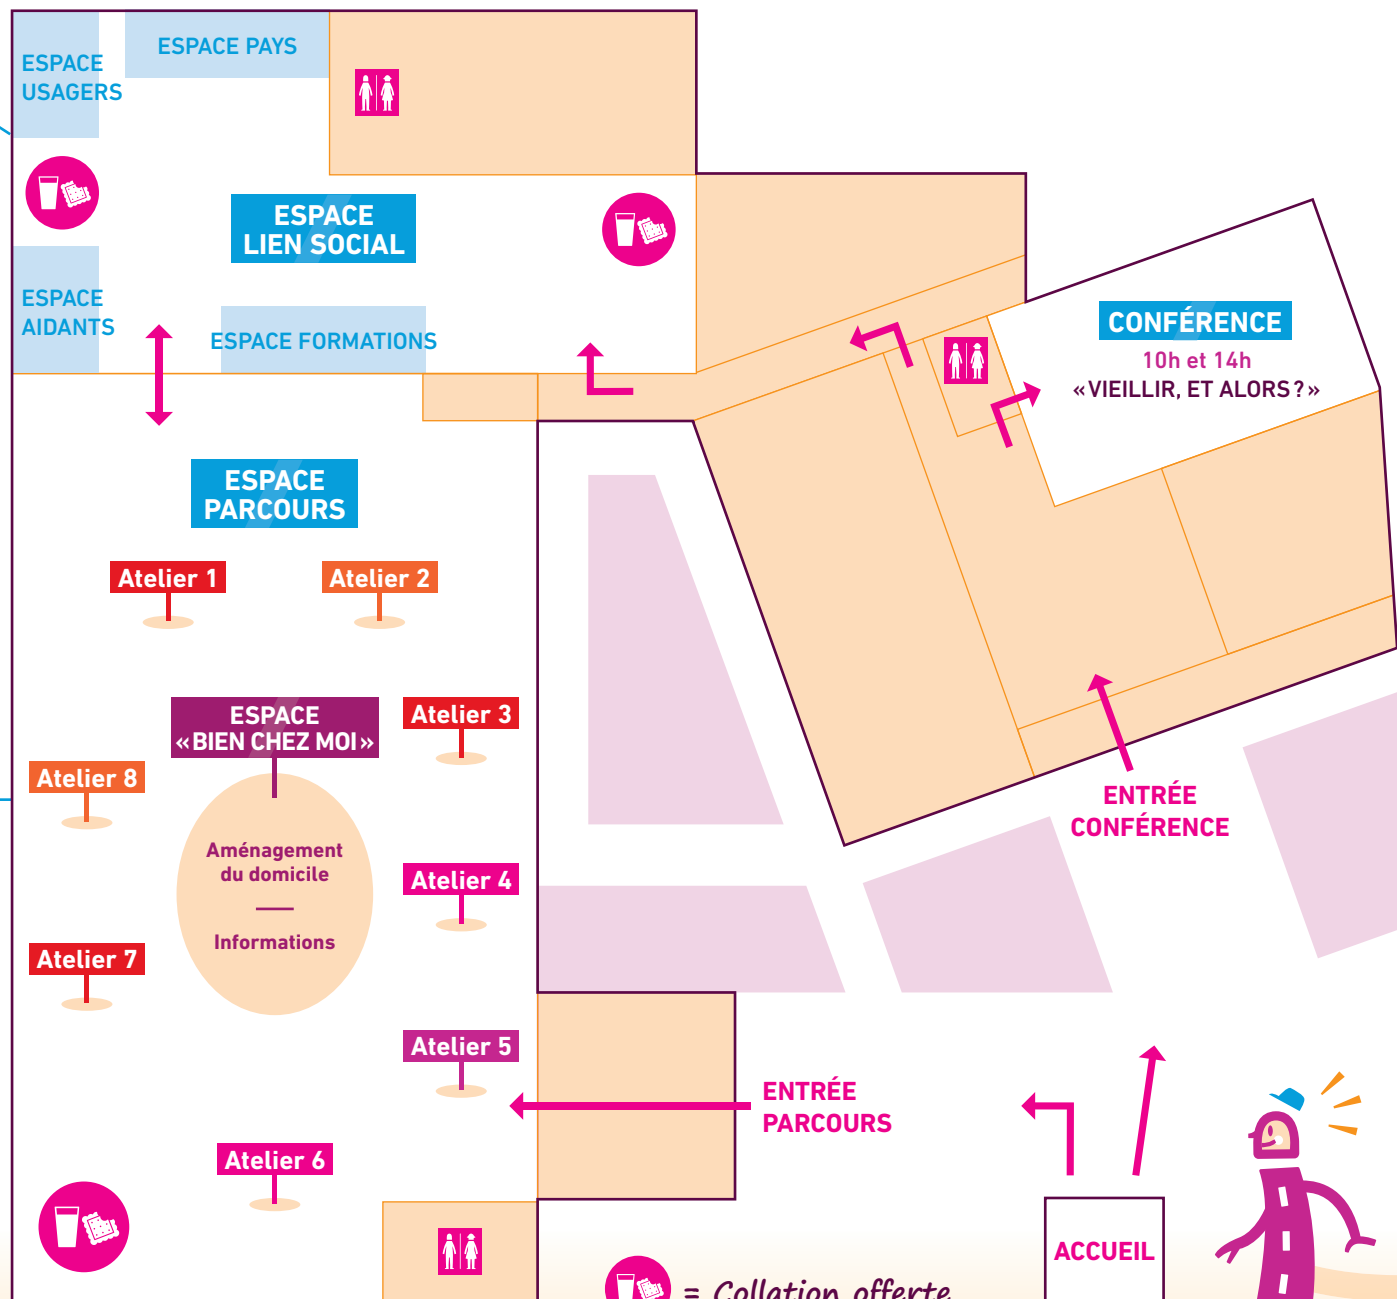 ESPACE
USAGERS
ESPACE PAYS
ESPACE
LIEN SOCIAL
ESPACE
AIDANTS
ESPACE FORMATIONS
CONFÉRENCE
10h et 14h
«VIEILLIR, ET ALORS?»
ESPACE
PARCOURS
Atelier 1
Atelier 2
ESPACE
«BIEN CHEZ MOI»
Atelier 3
Atelier 8
Aménagement
du domicile
Informations
Atelier 4
Atelier 7
Atelier 5
Atelier 6
ENTRÉE
CONFÉRENCE
ENTRÉE
PARCOURS
ACCUEIL
= Collation offerte